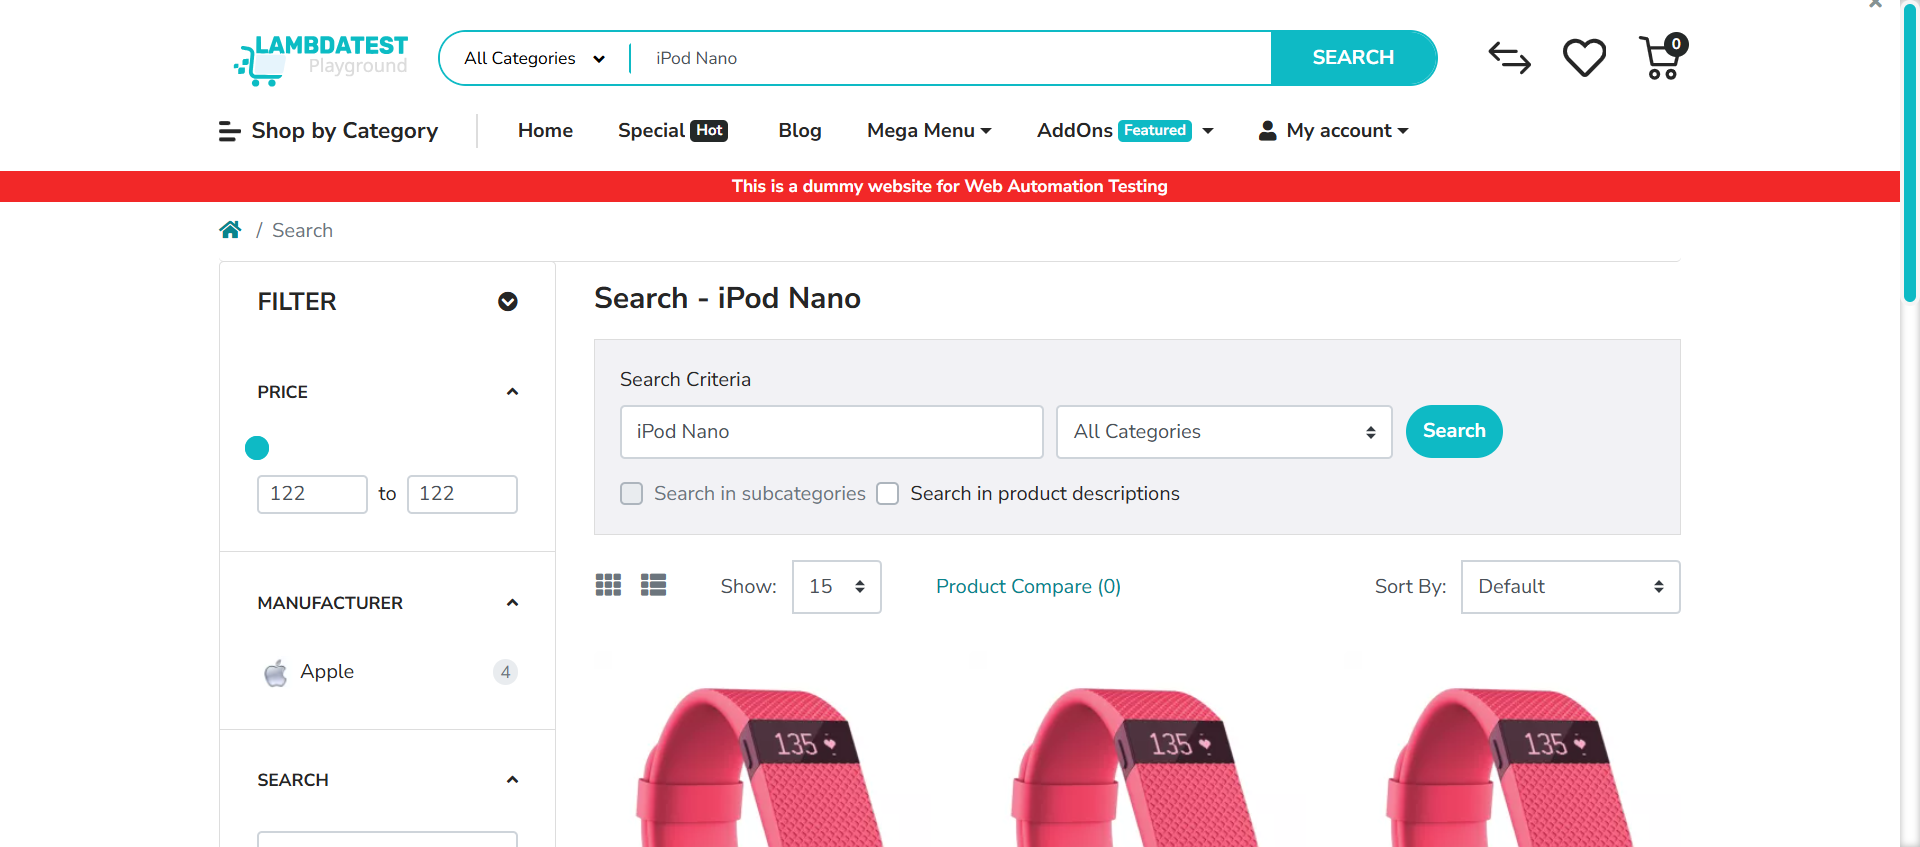 LAMBDATEST
Playground
All Categories
iPod Nano
SEARCH
0
Shop by Category
Home
Special Hot
Blog
Mega Menu
AddOns Featured
My account
This is a dummy website for Web Automation Testing
/ Search
FILTER
PRICE
122 to 122
MANUFACTURER
Apple 4
SEARCH
Search - iPod Nano
Search Criteria
iPod Nano
All Categories
Search
Search in subcategories
Search in product descriptions
Show: 15
Product Compare (0)
Sort By: Default
135
135
135